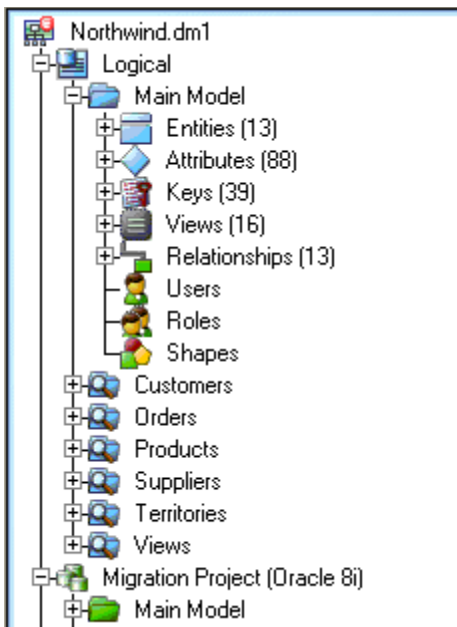 Northwind.dm1
Logical
Main Model
Entities (13)
Attributes (88)
Keys (39)
Views (16)
Relationships (13)
Users
Roles
Shapes
Customers
Orders
Products
Suppliers
Territories
Views
Migration Project (Oracle 8i)
Main Model